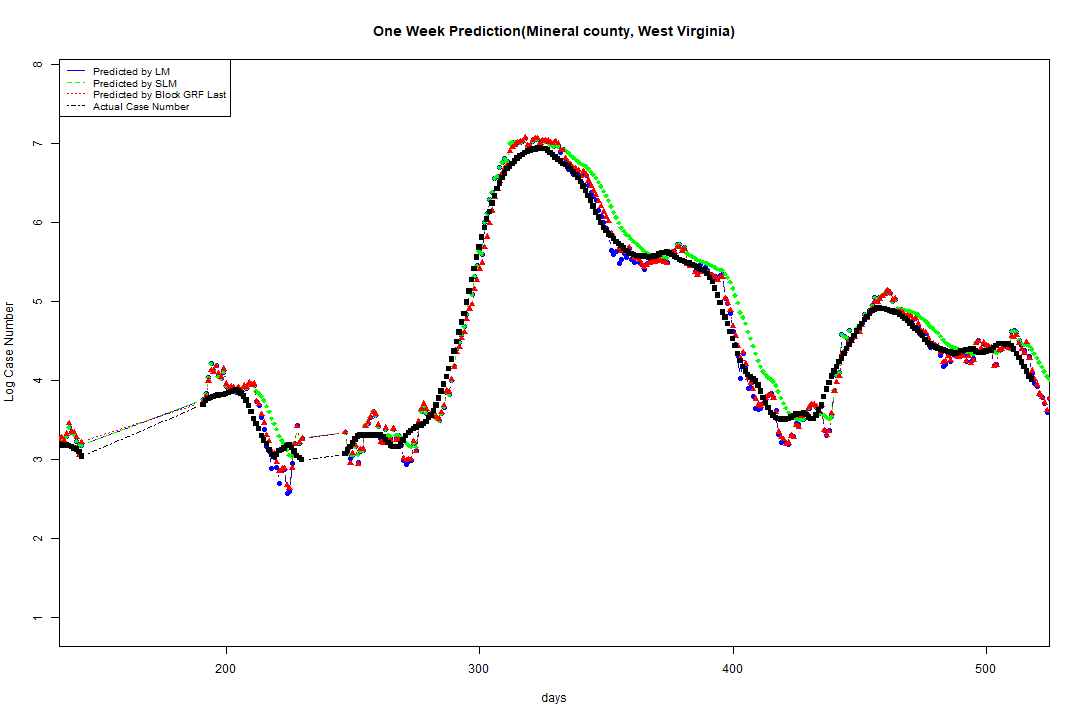 One Week Prediction(Mineral county, West Virginia)
Predicted by LM
Predicted by SLM
Predicted by Block GRF Last
Actual Case Number
8
7
6
5
4
3
2
1
Log Case Number
200 300 400 500
days